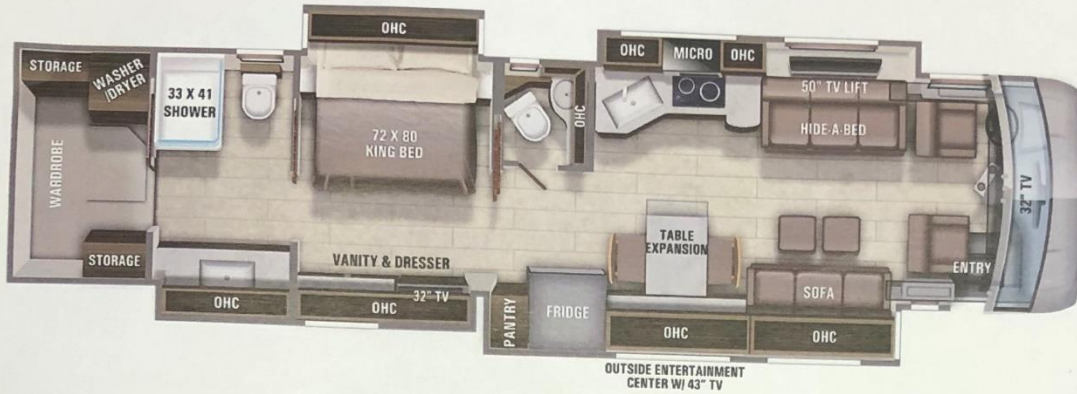 OHC
OHC
MICRO
OHC
STORAGE
WASHER
/DRYER
33 X 41
SHOWER
72 X 80
KING BED
OHC
50" TV LIFT
HIDE-A-BED
WARDROBE
32" TV
TABLE
EXPANSION
STORAGE
VANITY & DRESSER
32" TV
ENTRY
SOFA
OHC
OHC
PANTRY
FRIDGE
OHC
OHC
OUTSIDE ENTERTAINMENT
CENTER W/ 43" TV